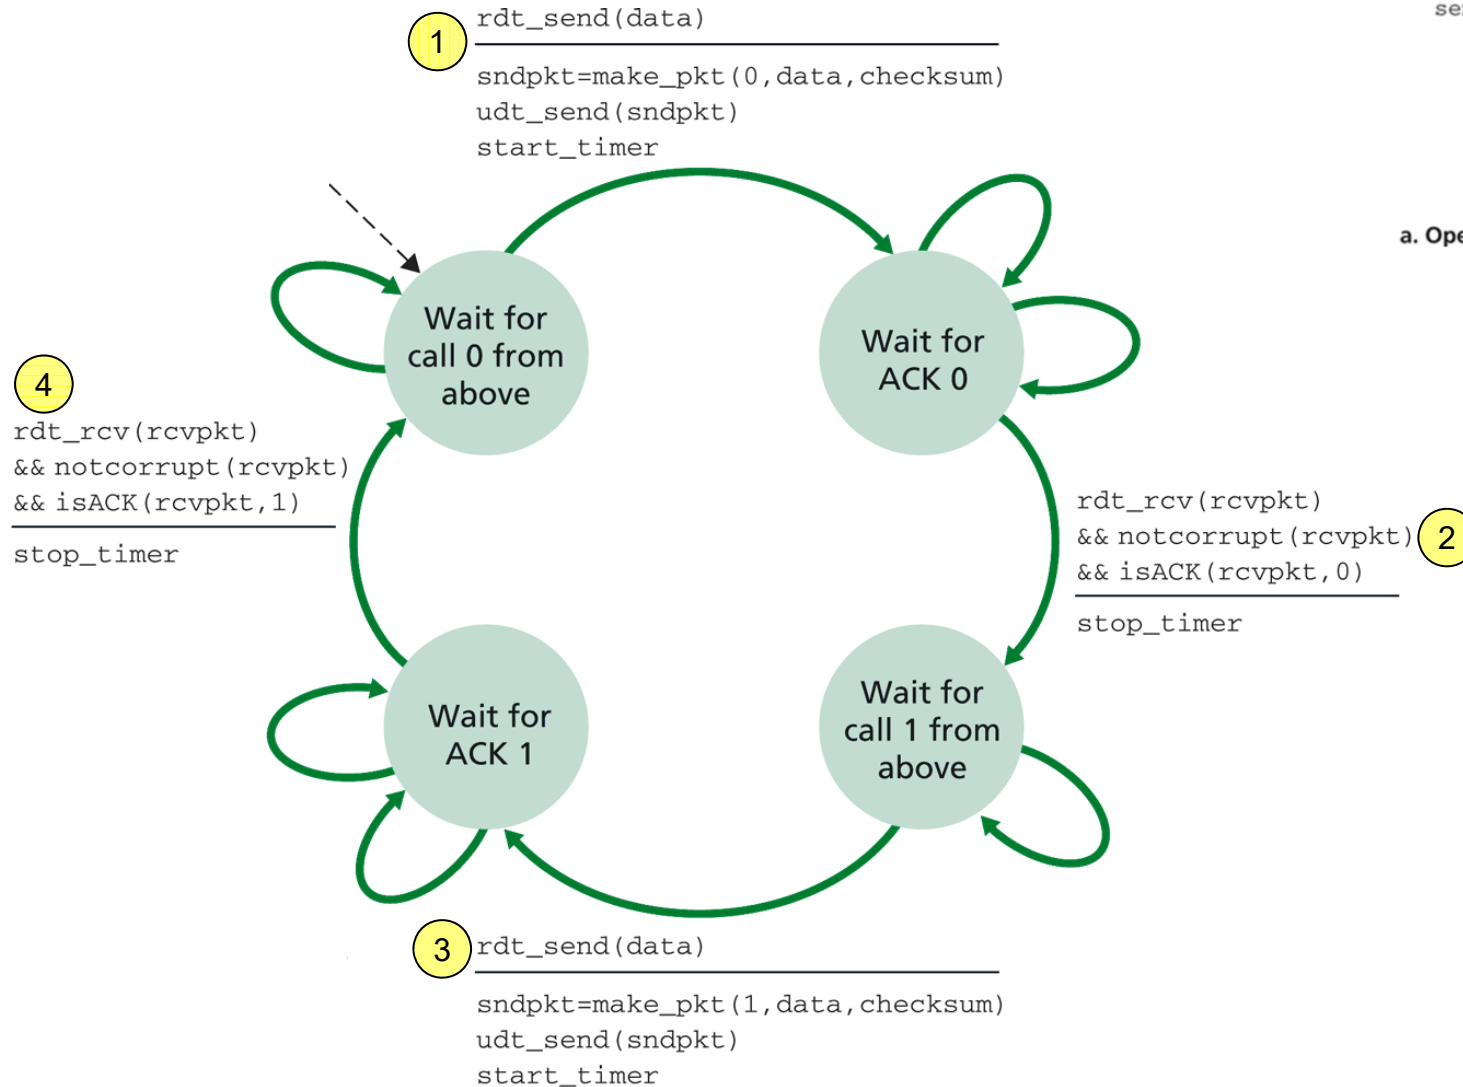 1
rdt_send(data)
sndpkt=make_pkt(0,data,checksum)
udt_send(sndpkt)
start_timer
a. Ope
Wait for
call 0 from
above
Wait for
ACK 0
4
rdt_rcv(rcvpkt)
&& notcorrupt(rcvpkt)
&& isACK(rcvpkt,1)
stop_timer
rdt_rcv(rcvpkt)
&& notcorrupt(rcvpkt)
&& isACK(rcvpkt,0)
stop_timer
2
Wait for
ACK 1
Wait for
call 1 from
above
3
rdt_send(data)
sndpkt=make_pkt(1,data,checksum)
udt_send(sndpkt)
start_timer